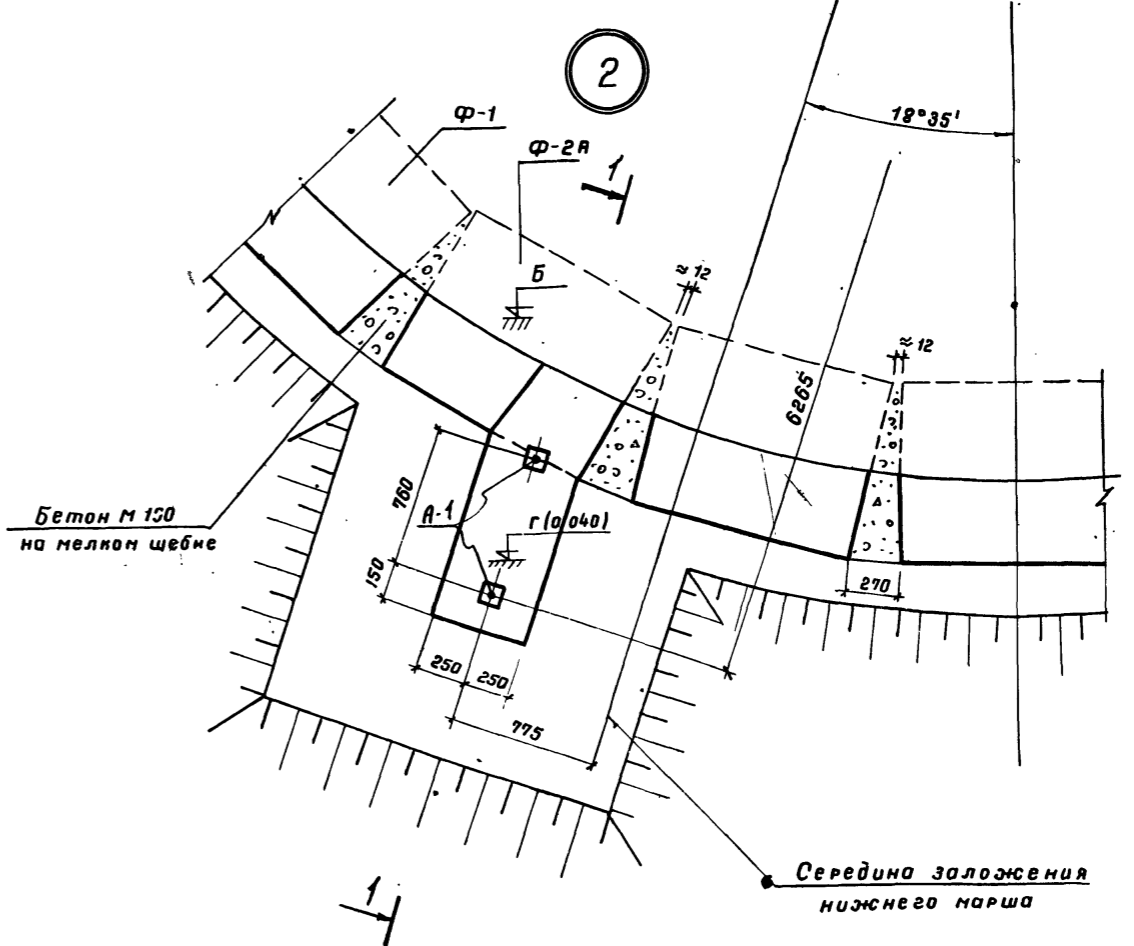 2
18°35'
Ф-1
Ф-2А
1
Б
≈12
≈12
6265
760
А-1
г(0,040)
Бетон М 150
на мелком щебне
150
270
250
250
775
Середина заложения
нижнего марша
1